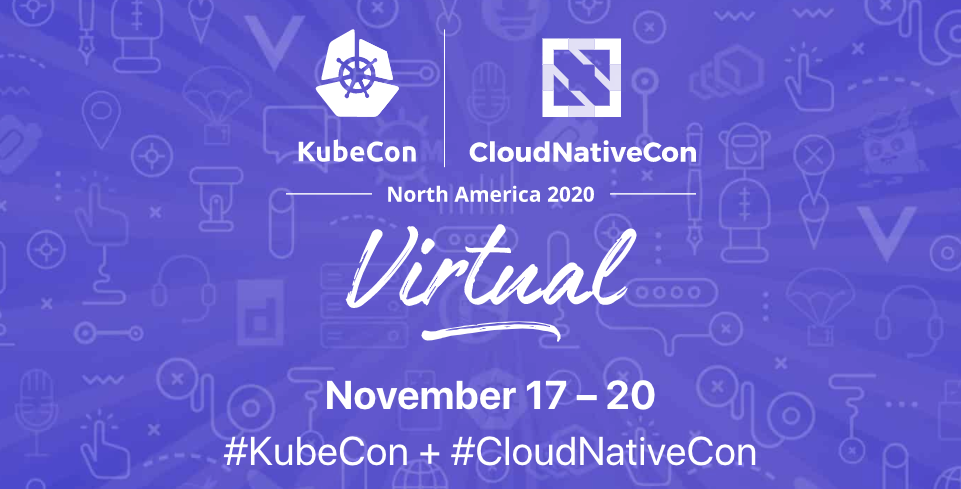 KubeCon
CloudNativeCon
North America 2020
Virtual
November 17 – 20
#KubeCon + #CloudNativeCon